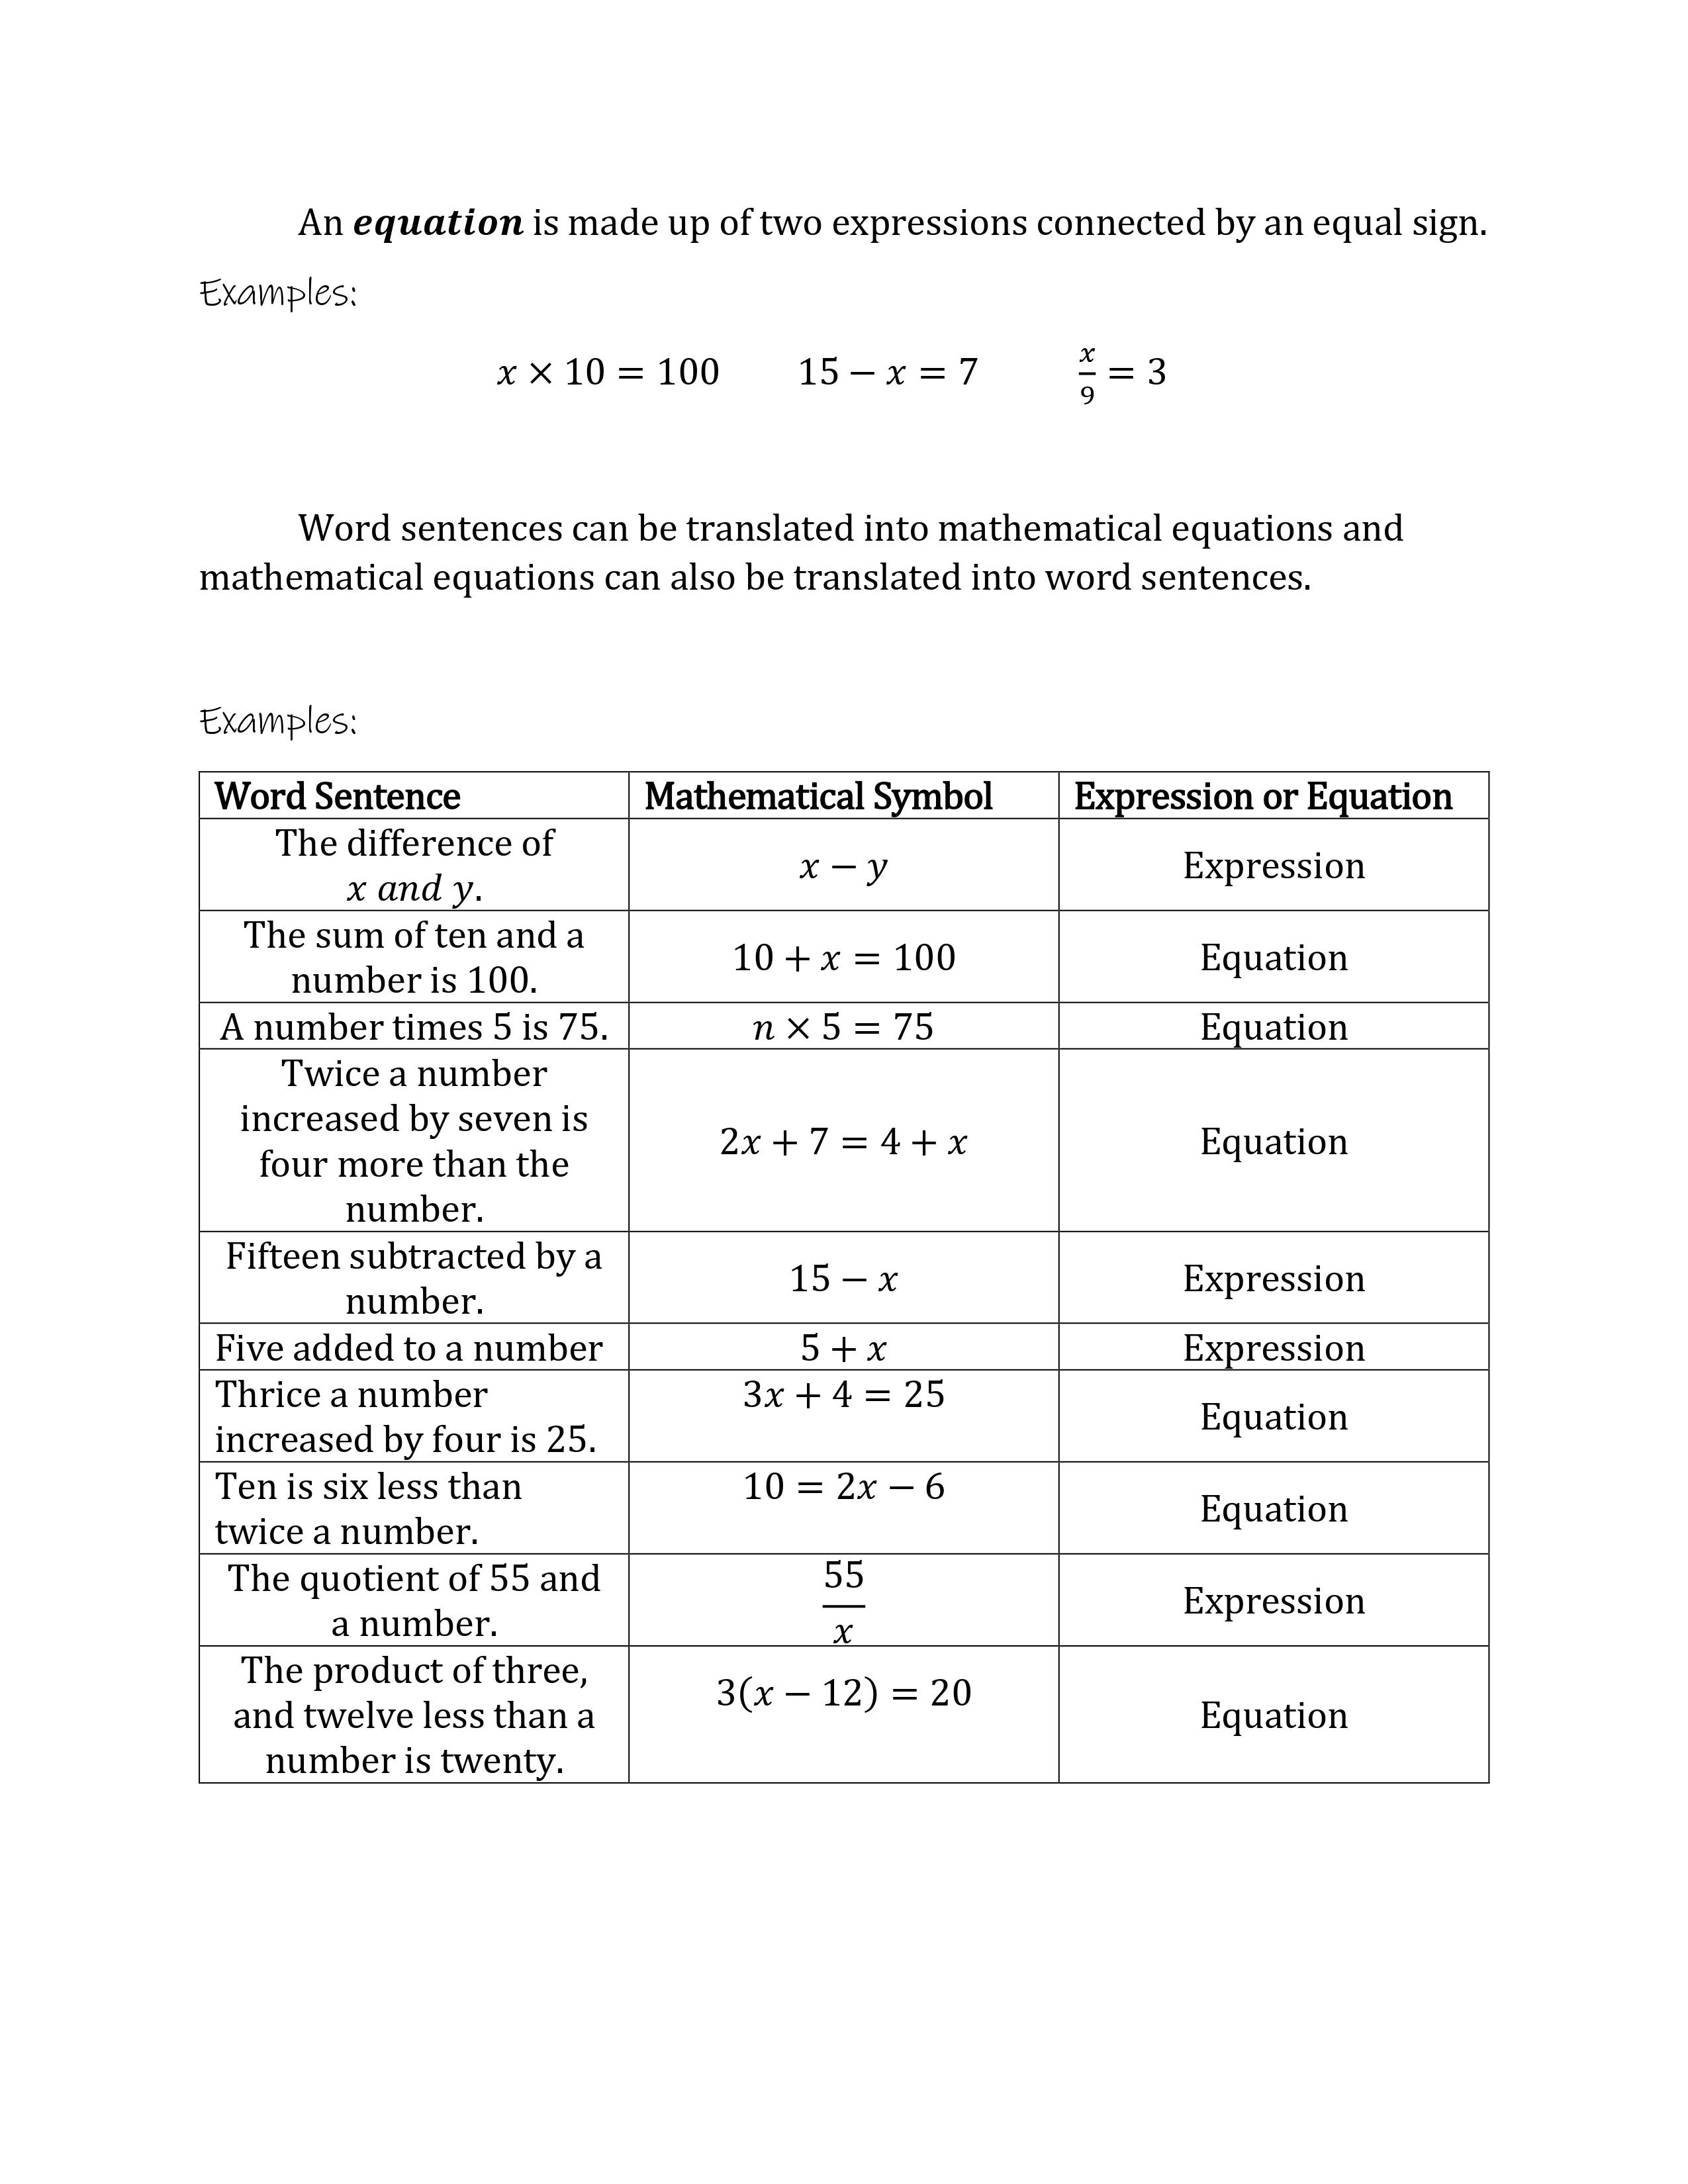 An equation is made up of two expressions connected by an equal sign.
Examples:
x × 10 = 100 15 − x = 7 x/9 = 3
Word sentences can be translated into mathematical equations and
mathematical equations can also be translated into word sentences.
Examples:
Word Sentence Mathematical Symbol Expression or Equation
The difference of
x and y.
x − y
Expression
The sum of ten and a
number is 100.
10 + x = 100
Equation
A number times 5 is 75.
n × 5 = 75
Equation
Twice a number
increased by seven is
four more than the
number.
2x + 7 = 4 + x
Equation
Fifteen subtracted by a
number.
15 − x
Expression
Five added to a number
5 + x
Expression
Thrice a number
increased by four is 25.
3x + 4 = 25
Equation
Ten is six less than
twice a number.
10 = 2x − 6
Equation
The quotient of 55 and
a number.
55
x
Expression
The product of three,
and twelve less than a
number is twenty.
3(x − 12) = 20
Equation